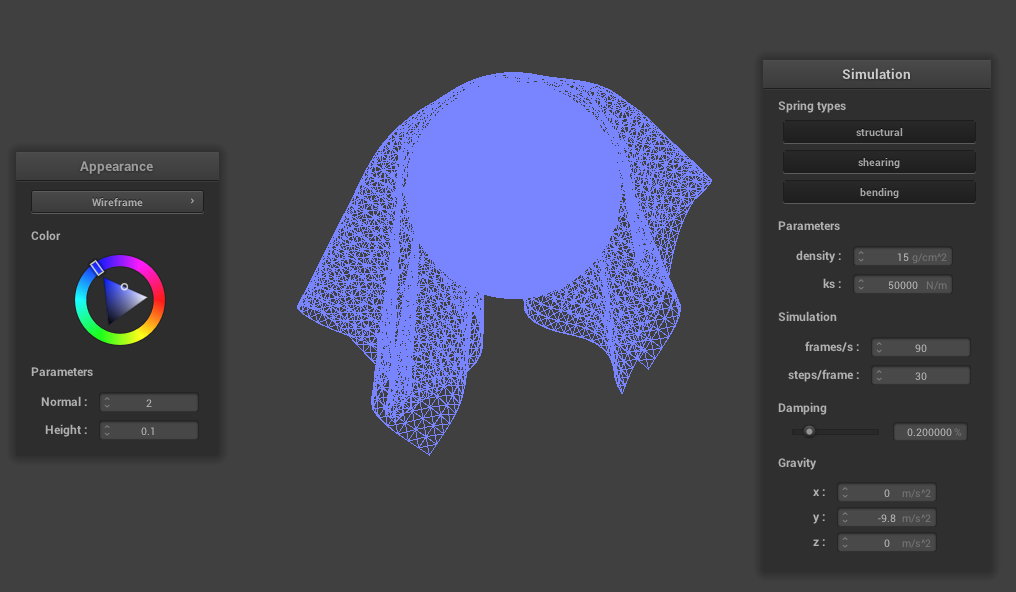 Appearance
Wireframe
Color
Parameters
Normal : 2
Height : 0.1
Simulation
Spring types
structural
shearing
bending
Parameters
density : 15 g/cm^2
ks : 50000 N/m
Simulation
frames/s : 90
steps/frame : 30
Damping
0.200000 %
Gravity
x : 0 m/s^2
y : -9.8 m/s^2
z : 0 m/s^2